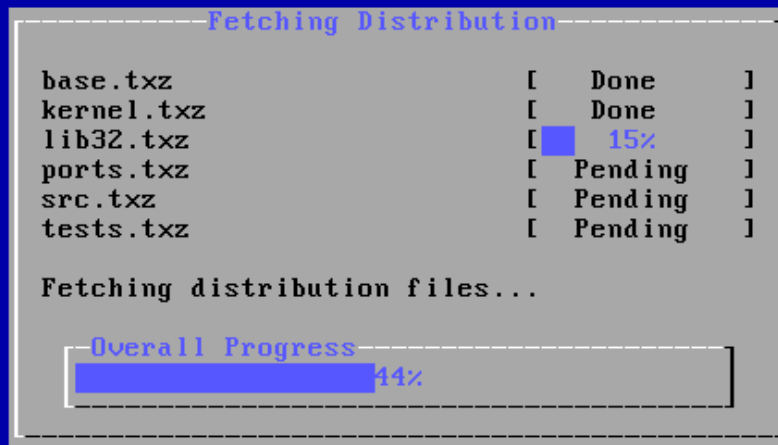 Fetching Distribution
base.txz [ Done ]
kernel.txz [ Done ]
lib32.txz [ 15% ]
ports.txz [ Pending ]
src.txz [ Pending ]
tests.txz [ Pending ]
Fetching distribution files...
Overall Progress
44%